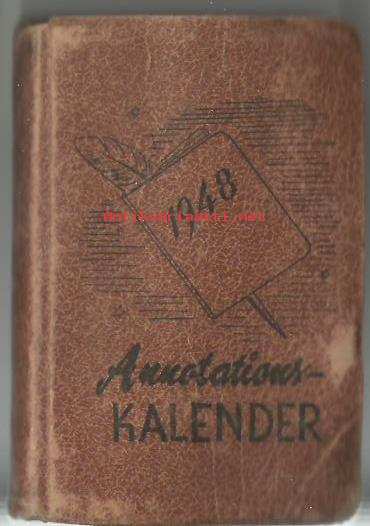 1948
Annotations-
KALENDER